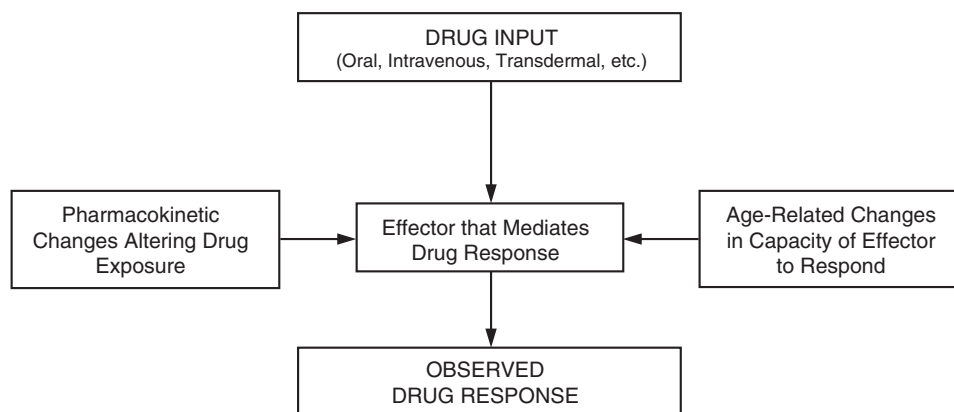 DRUG INPUT
(Oral, Intravenous, Transdermal, etc.)
Pharmacokinetic
Changes Altering Drug
Exposure
Effector that Mediates
Drug Response
Age-Related Changes
in Capacity of Effector
to Respond
OBSERVED
DRUG RESPONSE